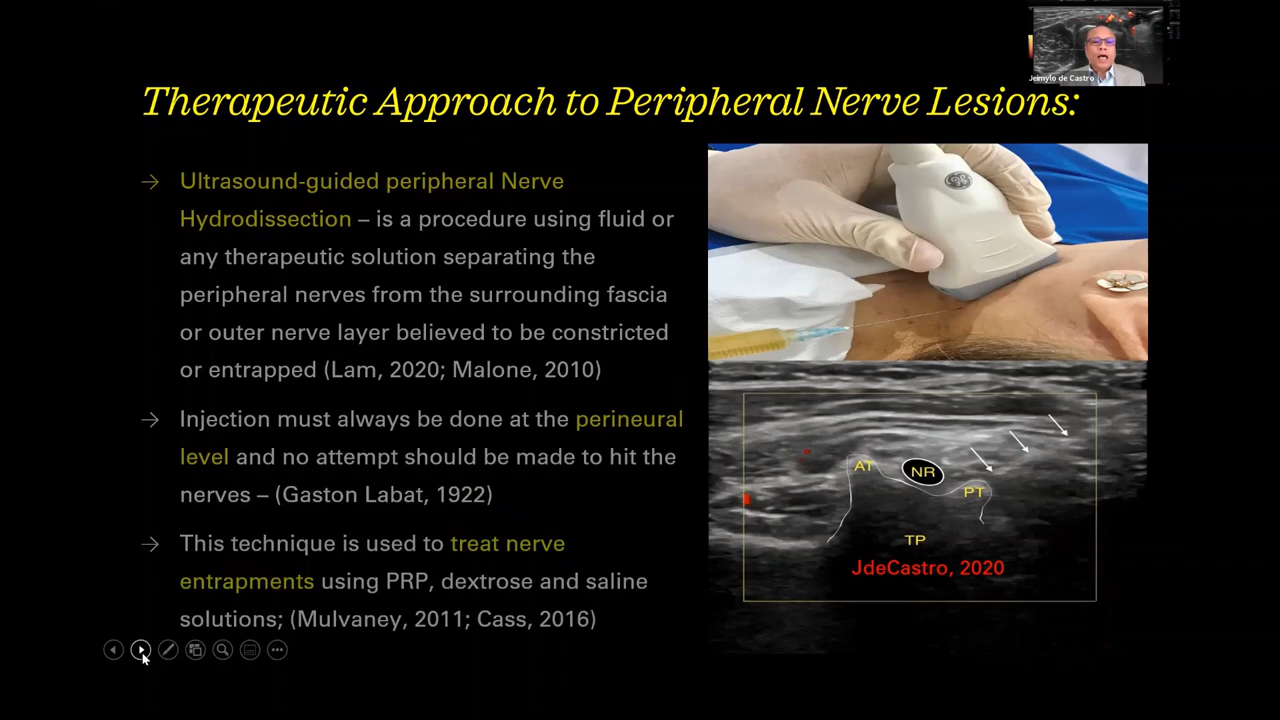 Jeimylo de Castro
Therapeutic Approach to Peripheral Nerve Lesions:
→ Ultrasound-guided peripheral Nerve
Hydrodissection – is a procedure using fluid or
any therapeutic solution separating the
peripheral nerves from the surrounding fascia
or outer nerve layer believed to be constricted
or entrapped (Lam, 2020; Malone, 2010)
→ Injection must always be done at the perineural
level and no attempt should be made to hit the
nerves – (Gaston Labat, 1922)
→ This technique is used to treat nerve
entrapments using PRP, dextrose and saline
solutions; (Mulvaney, 2011; Cass, 2016)
GE
AT
NR
PT
TP
JdeCastro, 2020